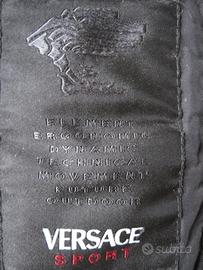 ELEMENT
ERGONOMIC
DYNAMIC
TECHNICAL
MOVEMENT
FUTURE
OUTDOOR
VERSACE
SPORT
subito